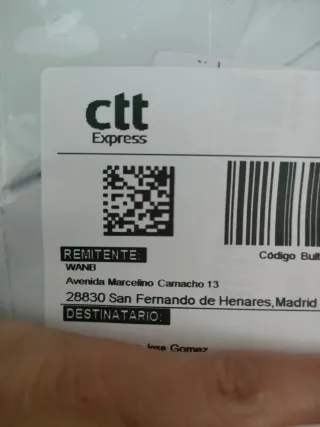 ctt
Express
Código Bult
REMITENTE:
WANB
Avenida Marcelino Camacho 13
28830 San Fernando de Henares,Madrid
DESTINATARIO:
Jose Gomez